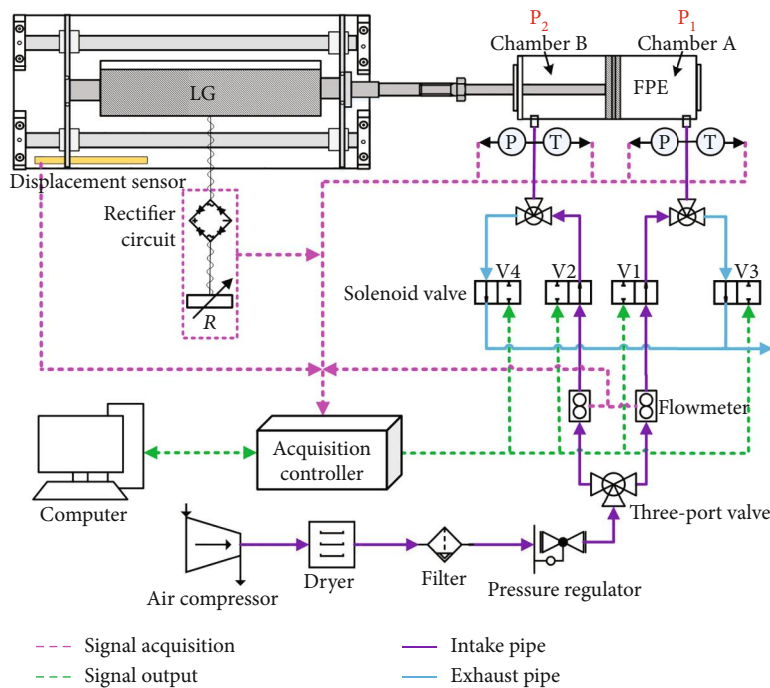 P2 P1
Chamber B Chamber A
LG
FPE
P T P T
Displacement sensor
Rectifier
circuit
V4 V2 V1 V3
Solenoid valve
R
Flowmeter
Acquisition
controller
Computer
Three-port valve
Air compressor
Dryer
Filter
Pressure regulator
Signal acquisition
Intake pipe
Signal output
Exhaust pipe